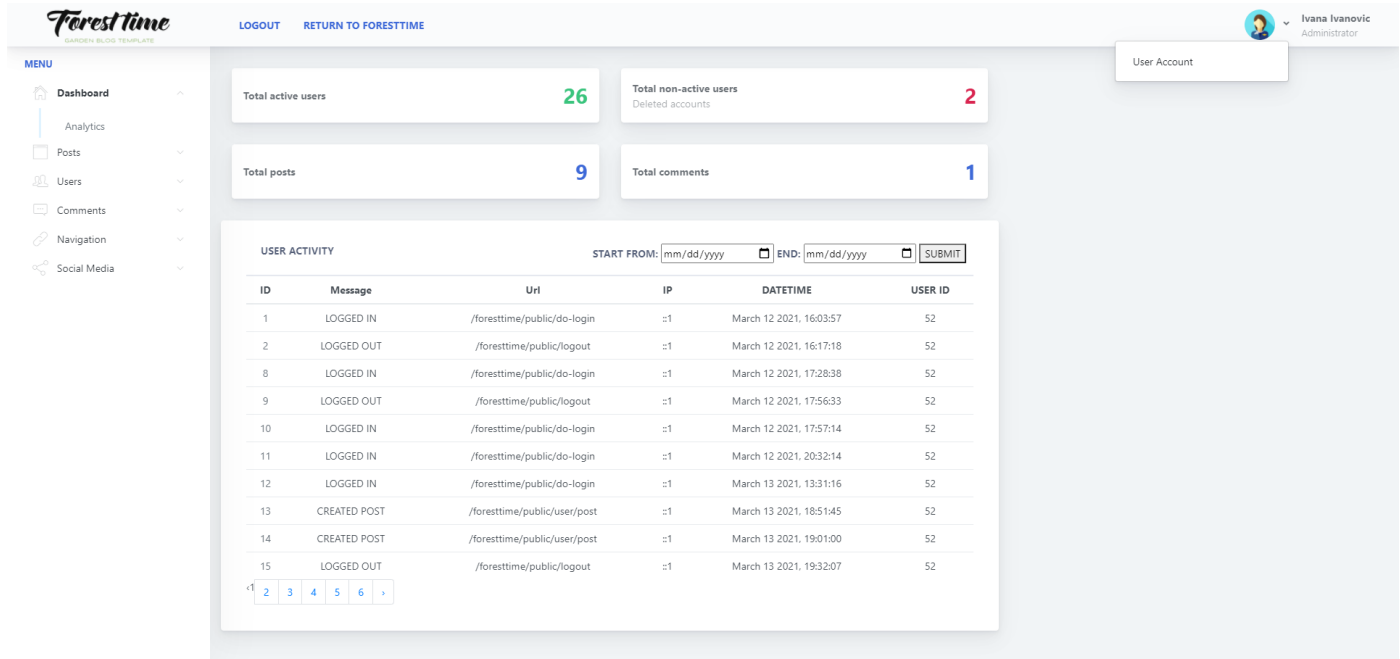 Foresttime
GARDEN BLOG TEMPLATE
LOGOUT RETURN TO FORESTTIME
Ivana Ivanovic
Administrator
User Account
MENU
Dashboard
Analytics
Posts
Users
Comments
Navigation
Social Media
Total active users 26
Total non-active users
Deleted accounts
2
Total posts 9
Total comments 1
USER ACTIVITY START FROM: mm/dd/yyyy END: mm/dd/yyyy SUBMIT
ID Message Url IP DATETIME USER ID
1 LOGGED IN /foresttime/public/do-login ::1 March 12 2021, 16:03:57 52
2 LOGGED OUT /foresttime/public/logout ::1 March 12 2021, 16:17:18 52
8 LOGGED IN /foresttime/public/do-login ::1 March 12 2021, 17:28:38 52
9 LOGGED OUT /foresttime/public/logout ::1 March 12 2021, 17:56:33 52
10 LOGGED IN /foresttime/public/do-login ::1 March 12 2021, 17:57:14 52
11 LOGGED IN /foresttime/public/do-login ::1 March 12 2021, 20:32:14 52
12 LOGGED IN /foresttime/public/do-login ::1 March 13 2021, 13:31:16 52
13 CREATED POST /foresttime/public/user/post ::1 March 13 2021, 18:51:45 52
14 CREATED POST /foresttime/public/user/post ::1 March 13 2021, 19:01:00 52
15 LOGGED OUT /foresttime/public/logout ::1 March 13 2021, 19:32:07 52
‹1 2 3 4 5 6 ›